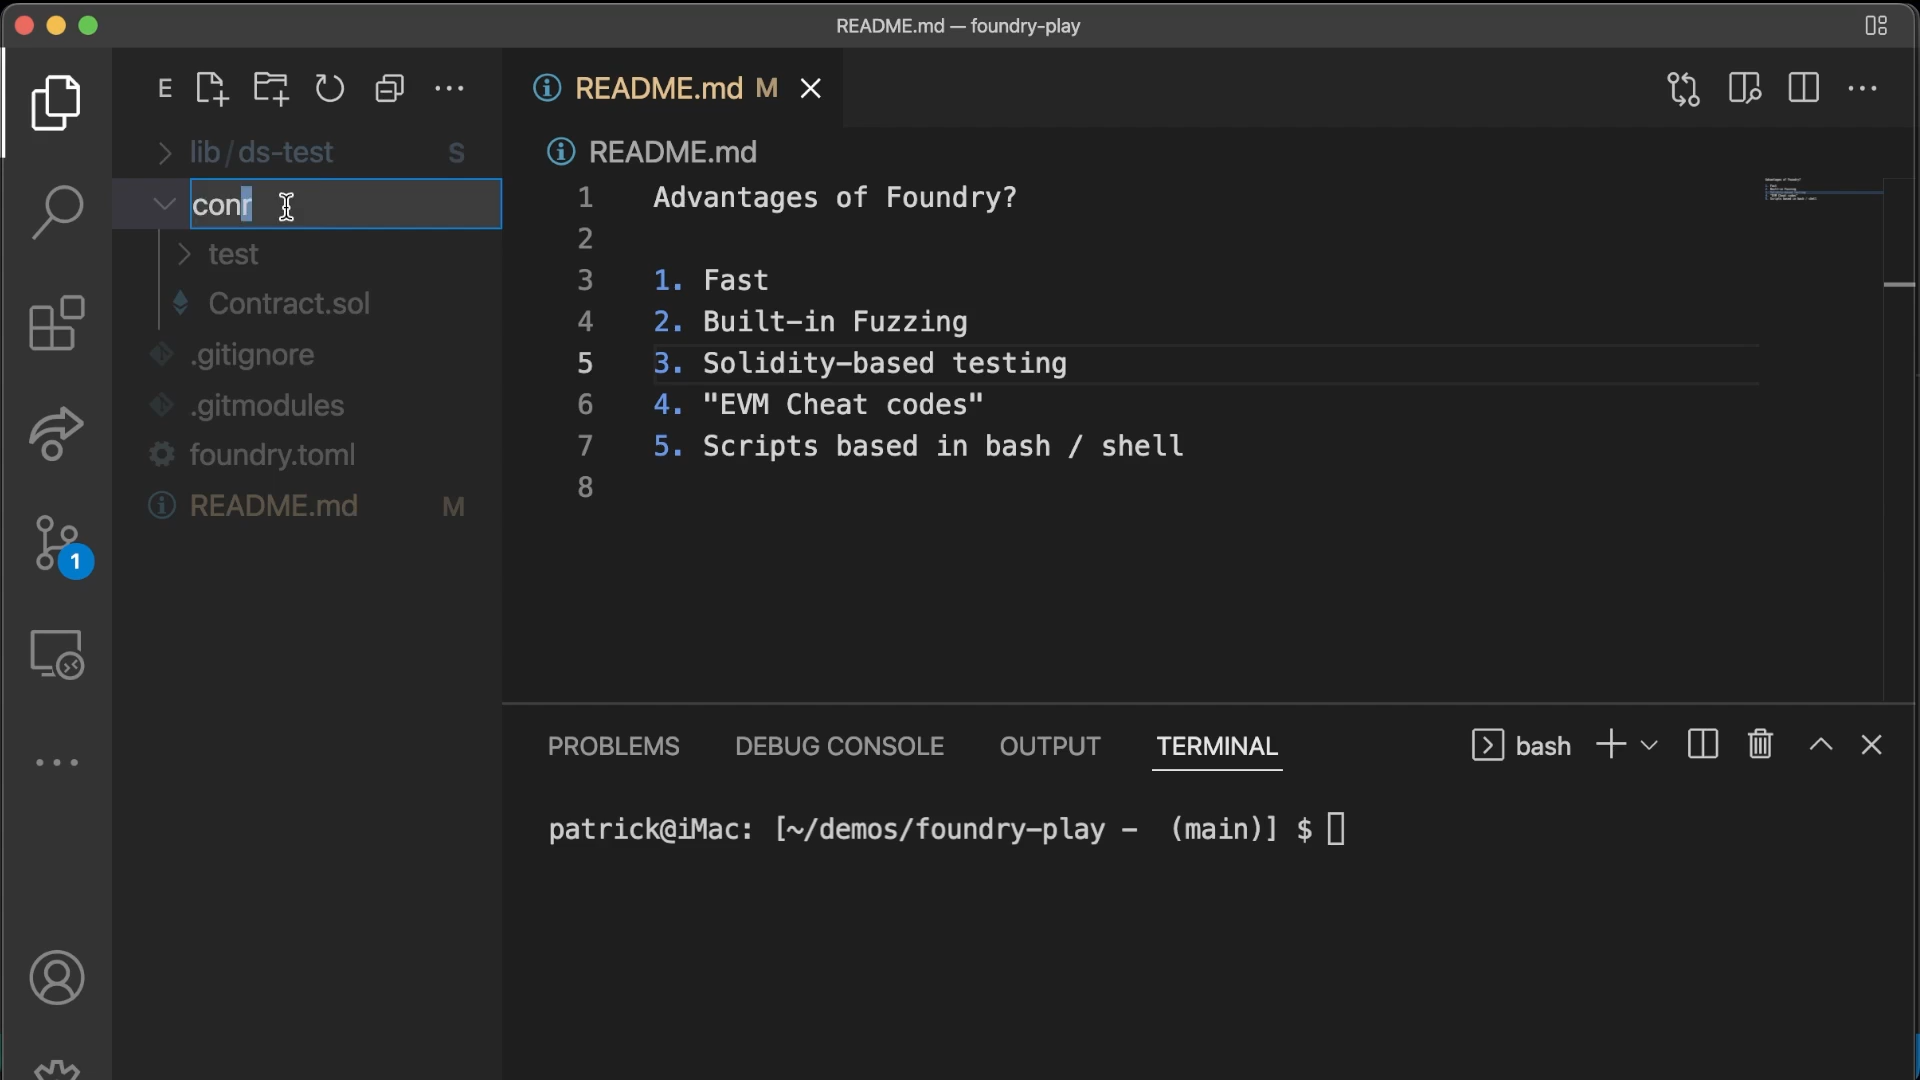 README.md — foundry-play
E
README.md M
lib/ds-test S
conr
test
Contract.sol
.gitignore
.gitmodules
foundry.toml
README.md M
README.md
1 Advantages of Foundry?
2
3 1. Fast
4 2. Built-in Fuzzing
5 3. Solidity-based testing
6 4. "EVM Cheat codes"
7 5. Scripts based in bash / shell
8
1
PROBLEMS DEBUG CONSOLE OUTPUT TERMINAL bash
patrick@iMac: [~/demos/foundry-play - (main)] $